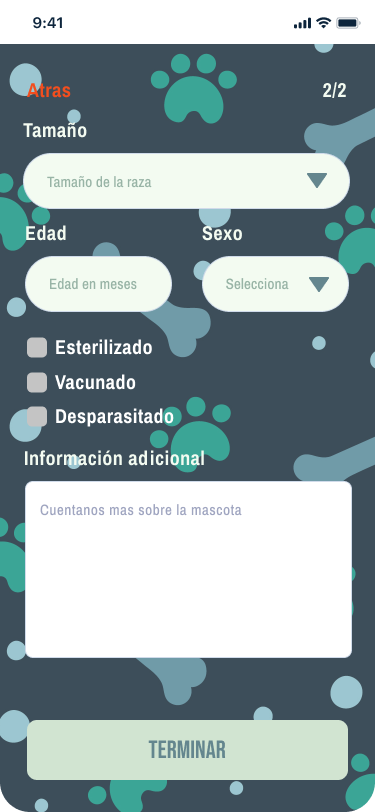 9:41
Atras 2/2
Tamaño
Tamaño de la raza
Edad Sexo
Edad en meses Selecciona
Esterilizado
Vacunado
Desparasitado
Información adicional
Cuentanos mas sobre la mascota
TERMINAR